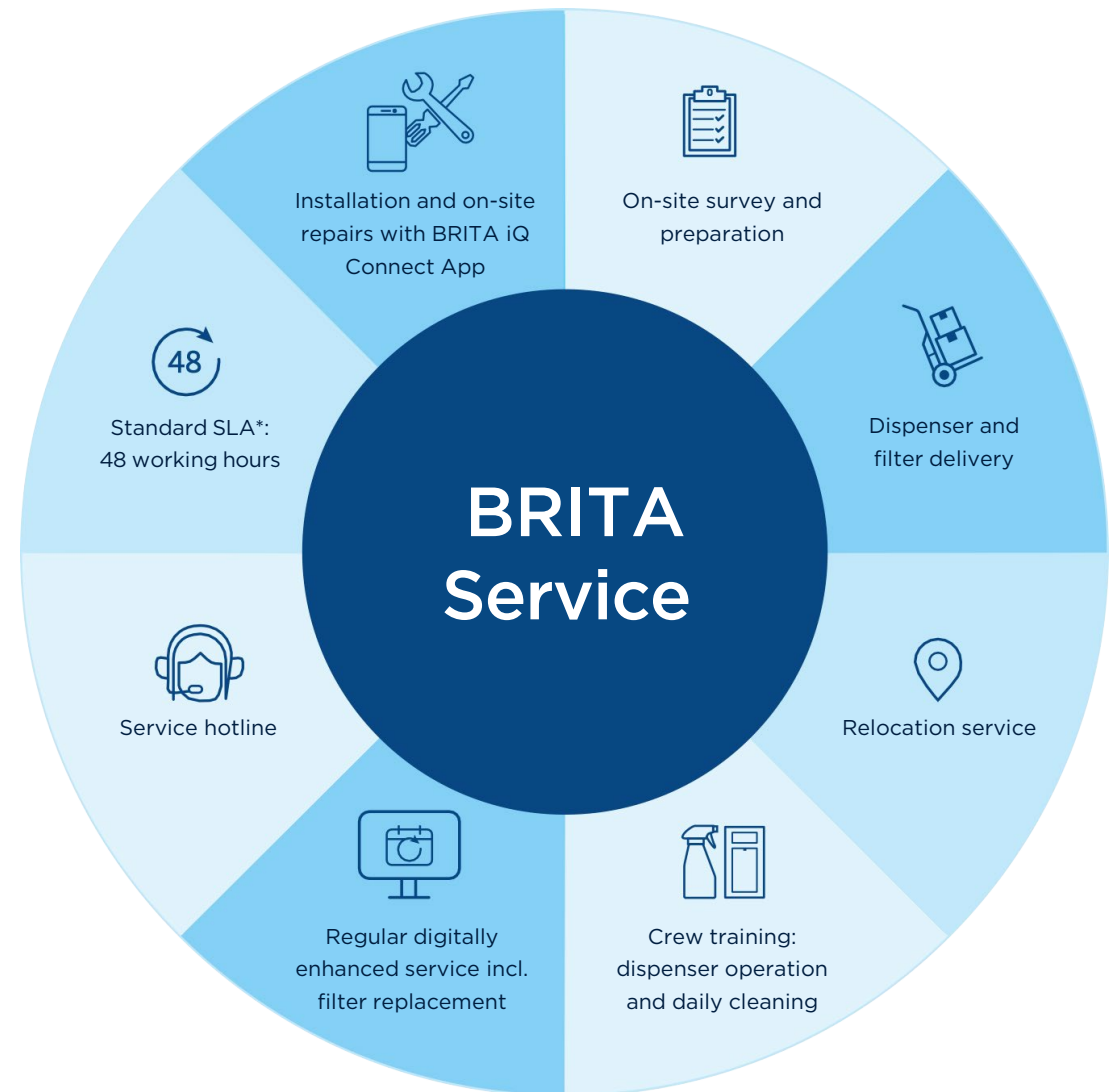 BRITA
Service
On-site survey and
preparation
Dispenser and
filter delivery
Relocation service
Crew training:
dispenser operation
and daily cleaning
Regular digitally
enhanced service incl.
filter replacement
Service hotline
48
Standard SLA*:
48 working hours
Installation and on-site
repairs with BRITA iQ
Connect App